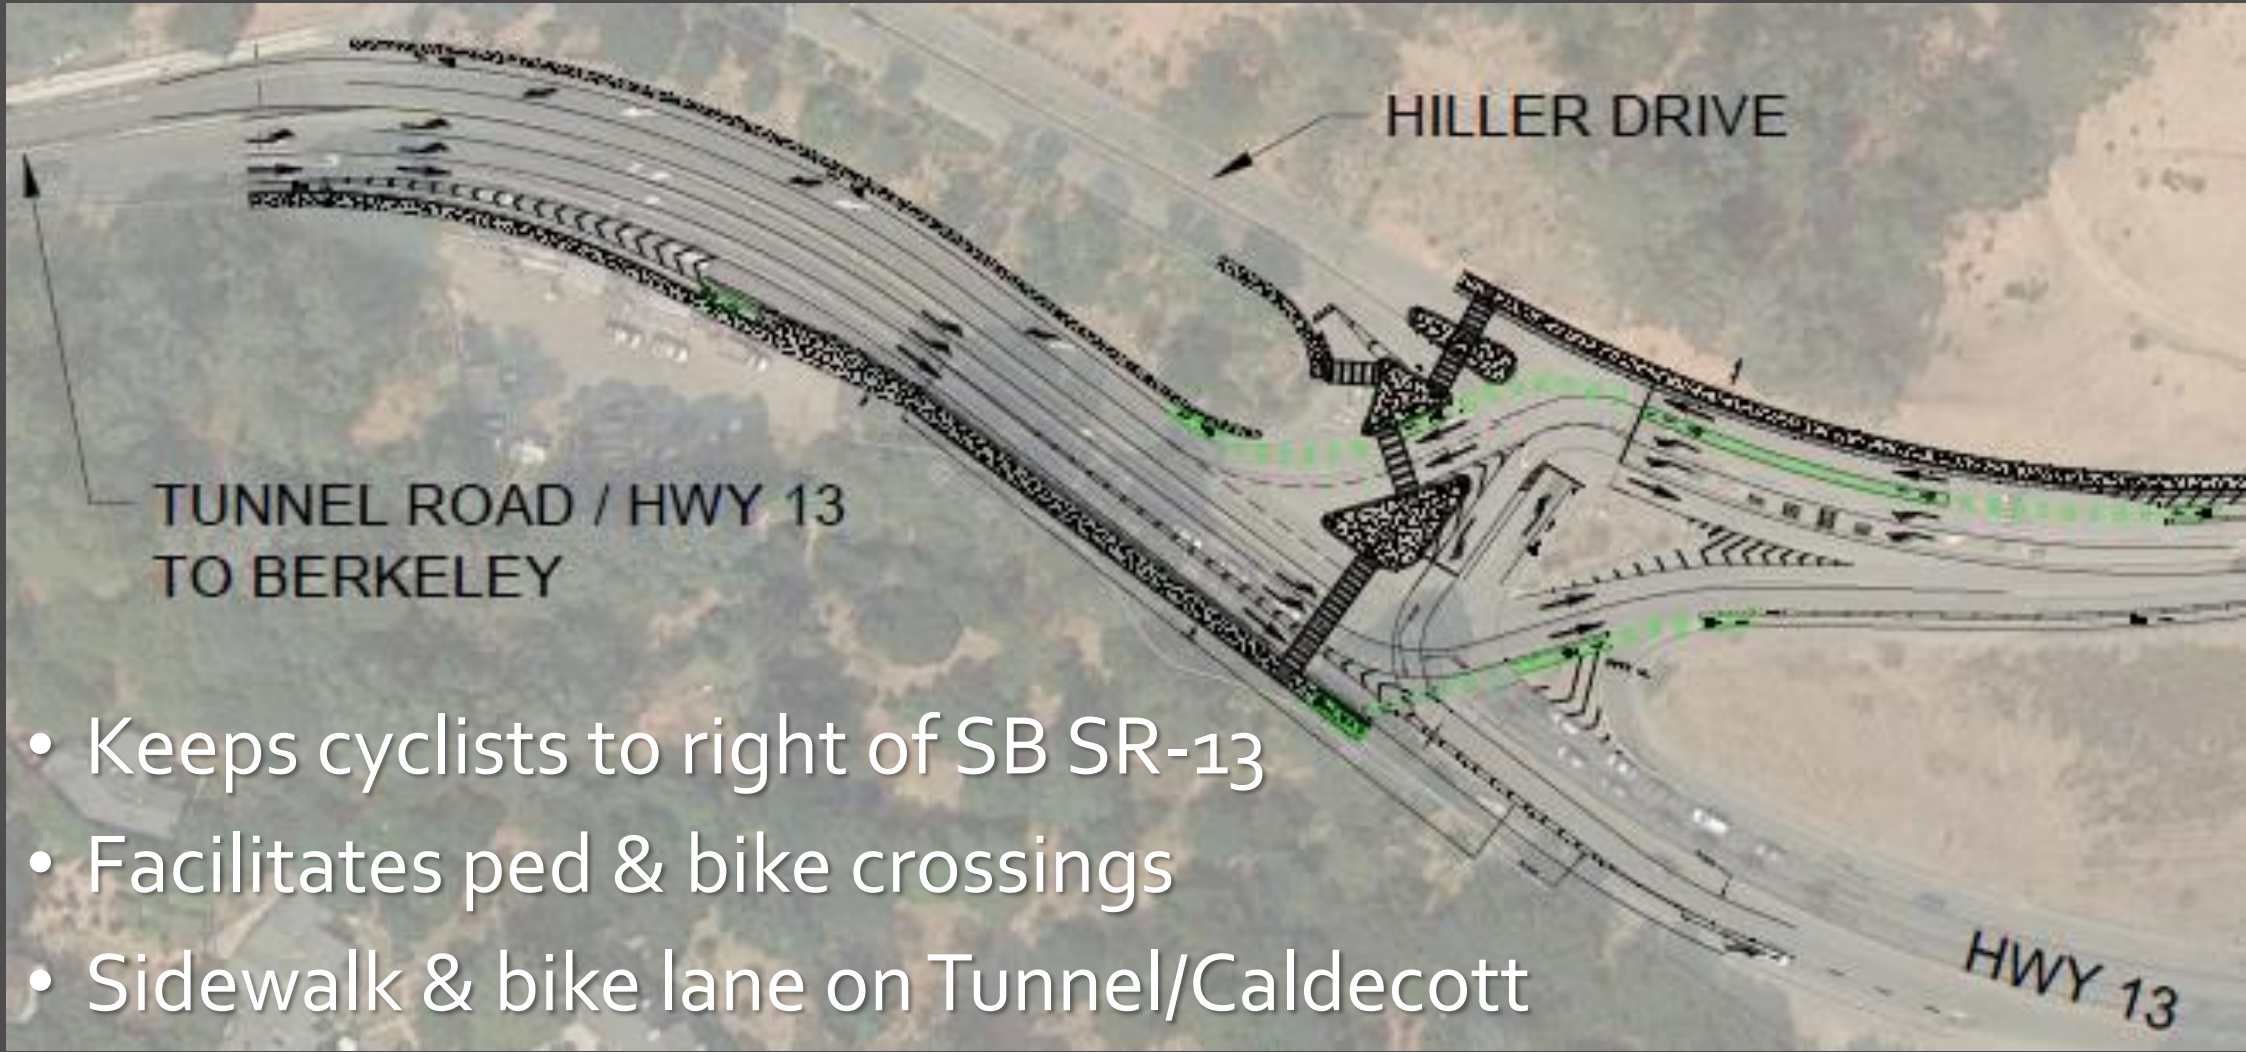 HILLER DRIVE
TUNNEL ROAD / HWY 13
TO BERKELEY
• Keeps cyclists to right of SB SR-13
• Facilitates ped & bike crossings
• Sidewalk & bike lane on Tunnel/Caldecott
HWY 13